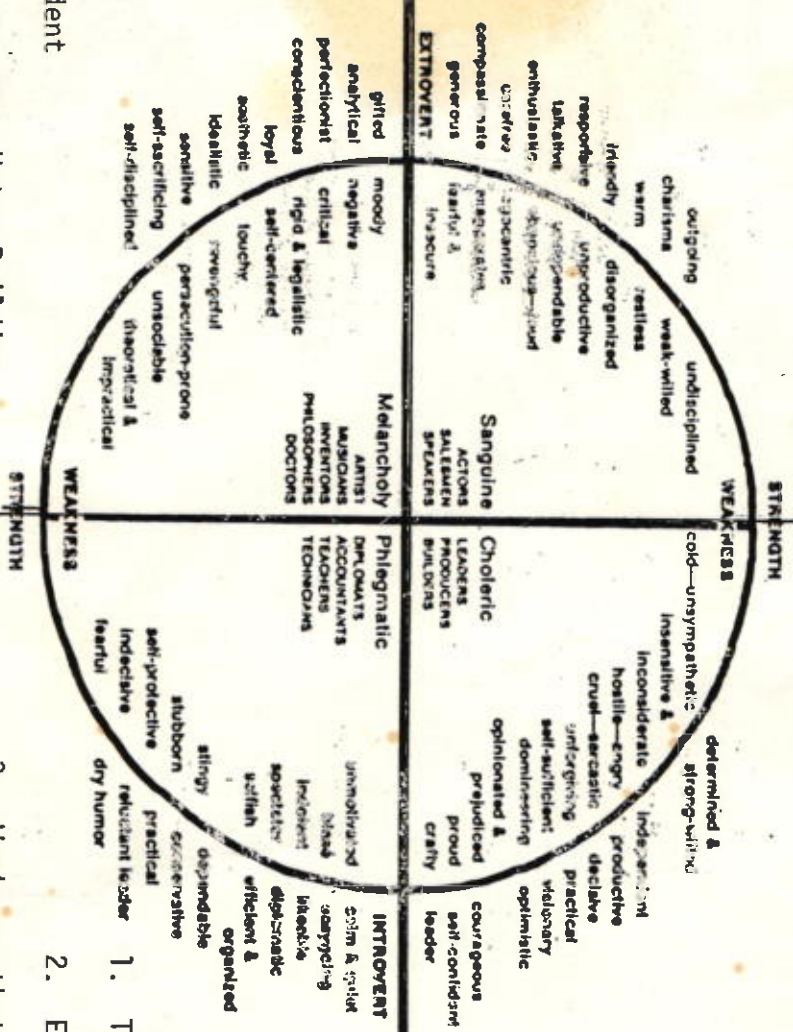 STRENGTH
WEAKNESS
outgoing
charisma
warm
friendly
responsive
talkative
enthusiastic
carefree
compassionate
generous
EXTROVERT
undisciplined
weak-willed
restless
disorganized
unproductive
undependable
egocentric
fearful &
insecure
Sanguine
ACTORS
SALESMEN
SPEAKERS
cold—unsympathetic
insensitive &
inconsiderate
hostile—angry
cruel—sarcastic
unforgiving
self-sufficient
domineering
opinionated &
prejudiced
proud
crafty
determined &
strong-willed
independent
productive
decisive
practical
visionary
optimistic
courageous
self-confident
leader
Choleric
LEADERS
PRODUCERS
BUILDERS
gifted
analytical
perfectionist
conscientious
loyal
aesthetic
idealistic
sensitive
self-sacrificing
self-disciplined
moody
negative
critical
rigid & legalistic
self-centered
touchy
revengeful
persecution-prone
unsociable
theoretical &
impractical
Melancholy
ARTIST
MUSICIANS
INVENTORS
PHILOSOPHERS
DOCTORS
Phlegmatic
DIPLOMATS
ACCOUNTANTS
TEACHERS
TECHNICIANS
INTROVERT
unmotivated
blasé
indolent
spectator
selfish
stingy
stubborn
self-protective
indecisive
fearful
calm & quiet
easygoing
likeable
diplomatic
efficient &
organized
dependable
conservative
practical
reluctant leader
dry humor
WEAKNESS
STRENGTH
dent
1. T
2. E